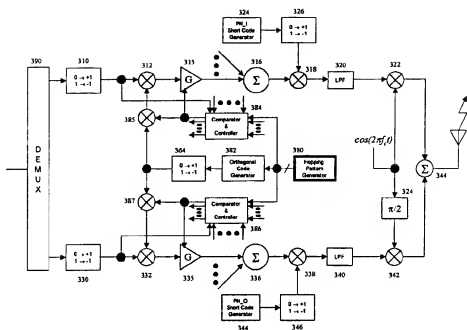 324
326
PN_I
Short Code
Generator
0 → +1
1 → -1
390
310
312
315
316
318
320
322
0 → +1
1 → -1
G
Σ
LPF
385
384
Comparator
&
Controller
cos(2πf꜀t)
364
382
380
DEMUX
0 → +1
1 → -1
Orthogonal
Code
Generator
Hopping
Pattern
Generator
Σ
344
324
π/2
387
Comparator
&
Controller
386
G
Σ
LPF
0 → +1
1 → -1
330
332
335
336
338
340
342
PN_Q
Short Code
Generator
0 → +1
1 → -1
344
346